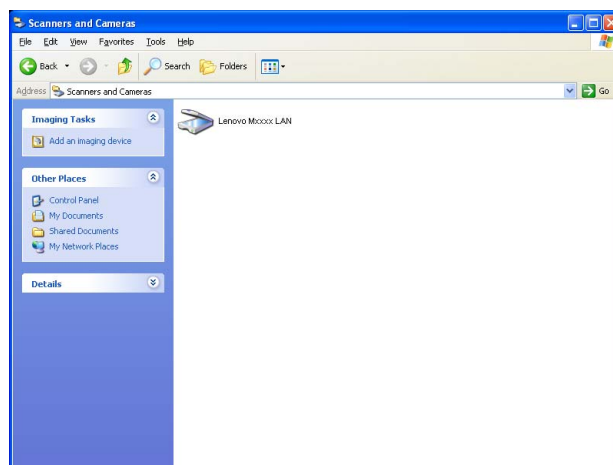 Scanners and Cameras
File Edit View Favorites Tools Help
Back Search Folders
Address Scanners and Cameras Go
Imaging Tasks
Add an imaging device
Other Places
Control Panel
My Documents
Shared Documents
My Network Places
Details
Lenovo Mxxxx LAN